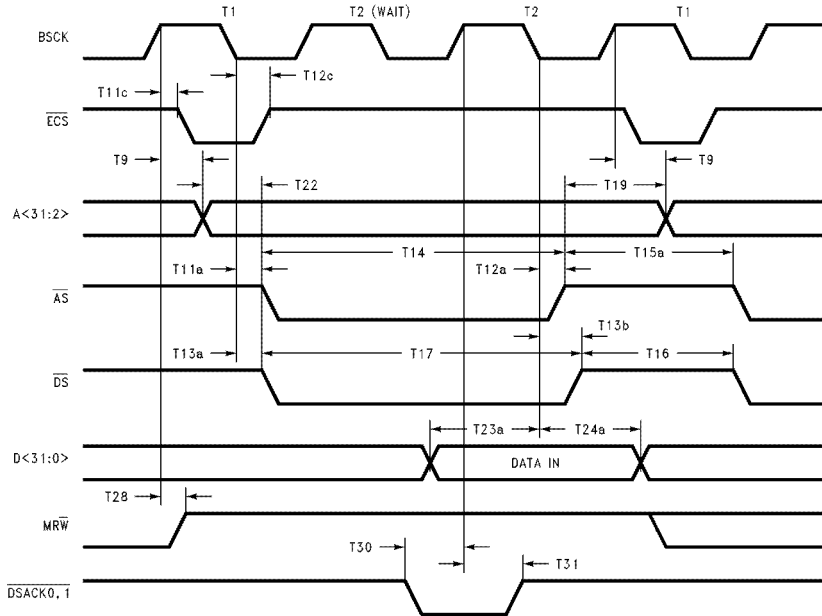 T1 T2 (WAIT) T2 T1
BSCK
T12c
T11c
ECS
T9 T9
T22 T19
A<31:2>
T14 T15a
T11a T12a
AS
T13b
T13a T17 T16
DS
T23a T24a
D<31:0> DATA IN
T28
MRW
T30 T31
DSACK0,1